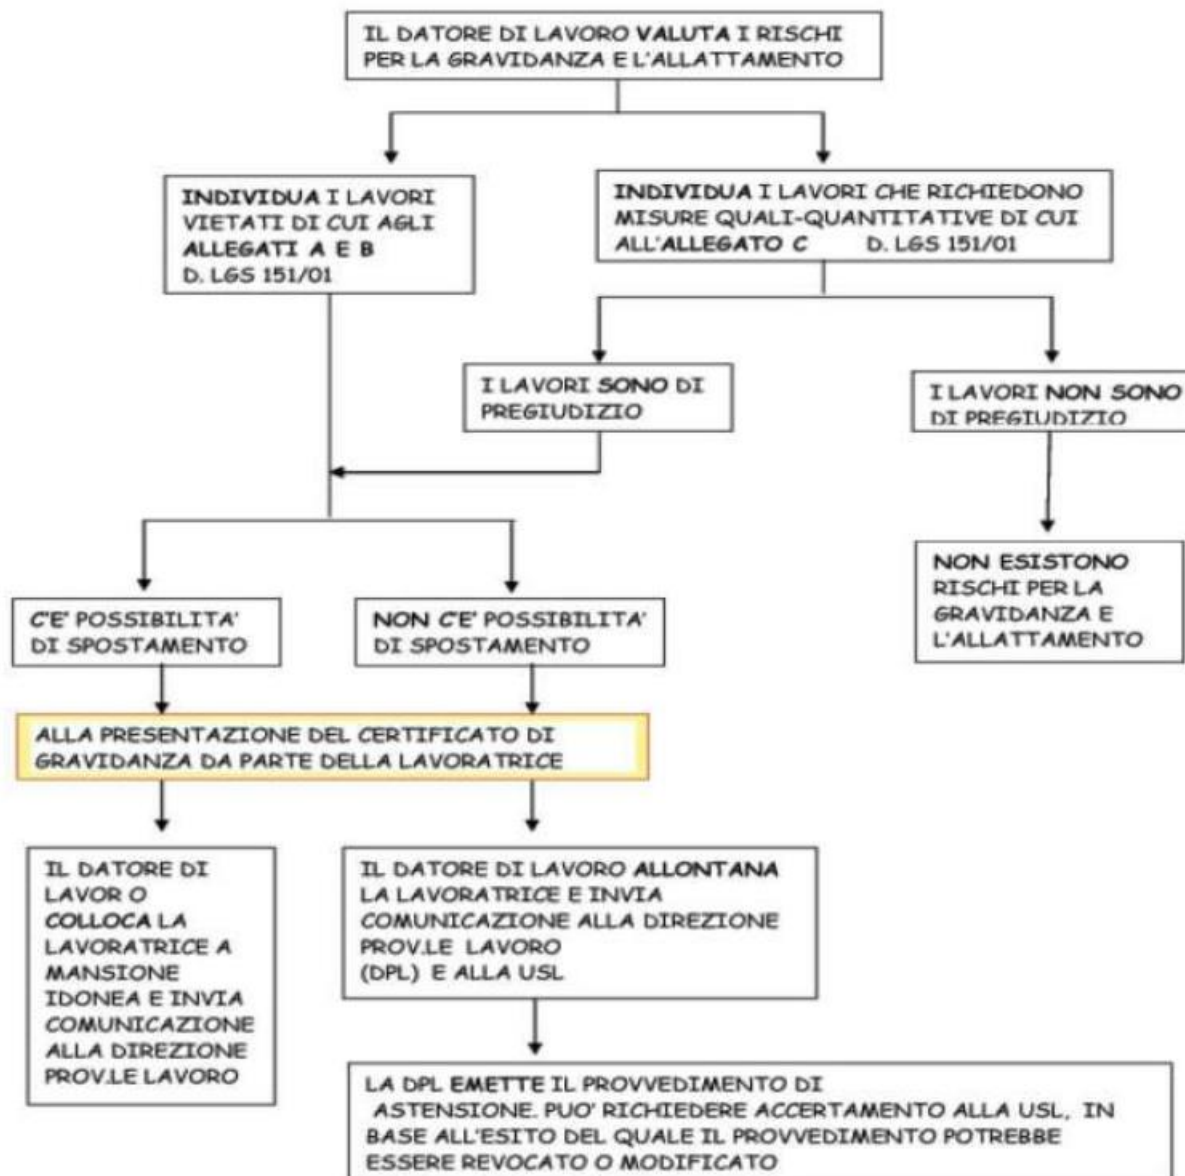 IL DATORE DI LAVORO VALUTA I RISCHI
PER LA GRAVIDANZA E L'ALLATTAMENTO
INDIVIDUA I LAVORI
VIETATI DI CUI AGLI
ALLEGATI A E B
D. LGS 151/01
INDIVIDUA I LAVORI CHE RICHIEDONO
MISURE QUALI-QUANTITATIVE DI CUI
ALL'ALLEGATO C D. LGS 151/01
I LAVORI SONO DI
PREGIUDIZIO
I LAVORI NON SONO
DI PREGIUDIZIO
C'E' POSSIBILITA'
DI SPOSTAMENTO
NON C'E' POSSIBILITA'
DI SPOSTAMENTO
NON ESISTONO
RISCHI PER LA
GRAVIDANZA E
L'ALLATTAMENTO
ALLA PRESENTAZIONE DEL CERTIFICATO DI
GRAVIDANZA DA PARTE DELLA LAVORATRICE
IL DATORE DI
LAVOR O
COLLOCA LA
LAVORATRICE A
MANSIONE
IDONEA E INVIA
COMUNICAZIONE
ALLA DIREZIONE
PROV.LE LAVORO
IL DATORE DI LAVORO ALLONTANA
LA LAVORATRICE E INVIA
COMUNICAZIONE ALLA DIREZIONE
PROV.LE LAVORO
(DPL) E ALLA USL
LA DPL EMETTE IL PROVVEDIMENTO DI
ASTENSIONE. PUO' RICHIEDERE ACCERTAMENTO ALLA USL, IN
BASE ALL'ESITO DEL QUALE IL PROVVEDIMENTO POTREBBE
ESSERE REVOCATO O MODIFICATO